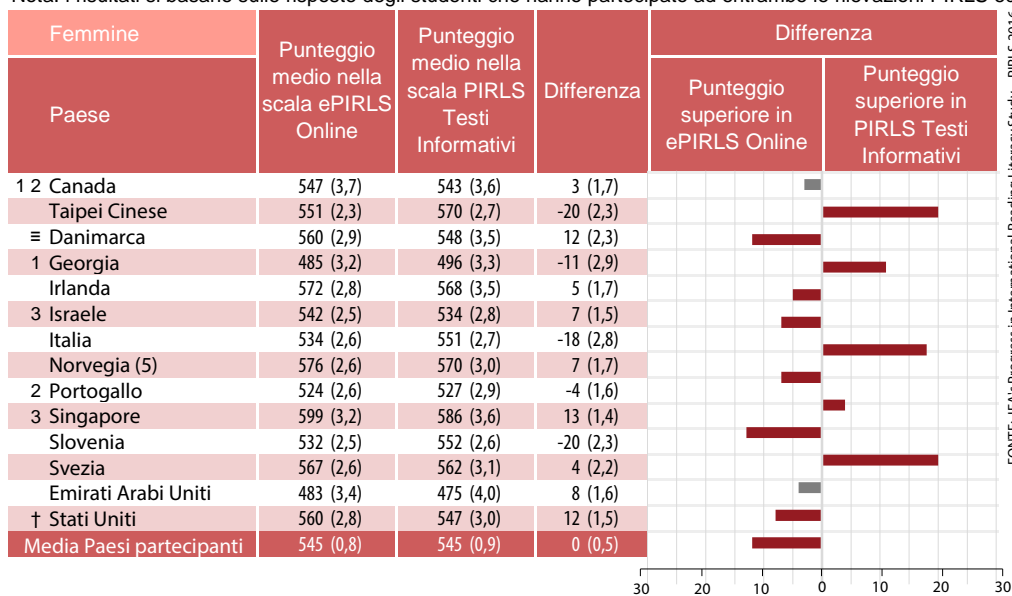 Femmine
Paese
Punteggio
medio nella
scala ePIRLS
Online
Punteggio
medio nella
scala PIRLS
Testi
Informativi
Differenza
Differenza
Punteggio
superiore in
ePIRLS Online
Punteggio
superiore in
PIRLS Testi
Informativi
1 2 Canada 547 (3,7) 543 (3,6) 3 (1,7)
Taipei Cinese 551 (2,3) 570 (2,7) -20 (2,3)
≡ Danimarca 560 (2,9) 548 (3,5) 12 (2,3)
1 Georgia 485 (3,2) 496 (3,3) -11 (2,9)
Irlanda 572 (2,8) 568 (3,5) 5 (1,7)
3 Israele 542 (2,5) 534 (2,8) 7 (1,5)
Italia 534 (2,6) 551 (2,7) -18 (2,8)
Norvegia (5) 576 (2,6) 570 (3,0) 7 (1,7)
2 Portogallo 524 (2,6) 527 (2,9) -4 (1,6)
3 Singapore 599 (3,2) 586 (3,6) 13 (1,4)
Slovenia 532 (2,5) 552 (2,6) -20 (2,3)
Svezia 567 (2,6) 562 (3,1) 4 (2,2)
Emirati Arabi Uniti 483 (3,4) 475 (4,0) 8 (1,6)
† Stati Uniti 560 (2,8) 547 (3,0) 12 (1,5)
Media Paesi partecipanti 545 (0,8) 545 (0,9) 0 (0,5)
30 20 10 0 10 20 30